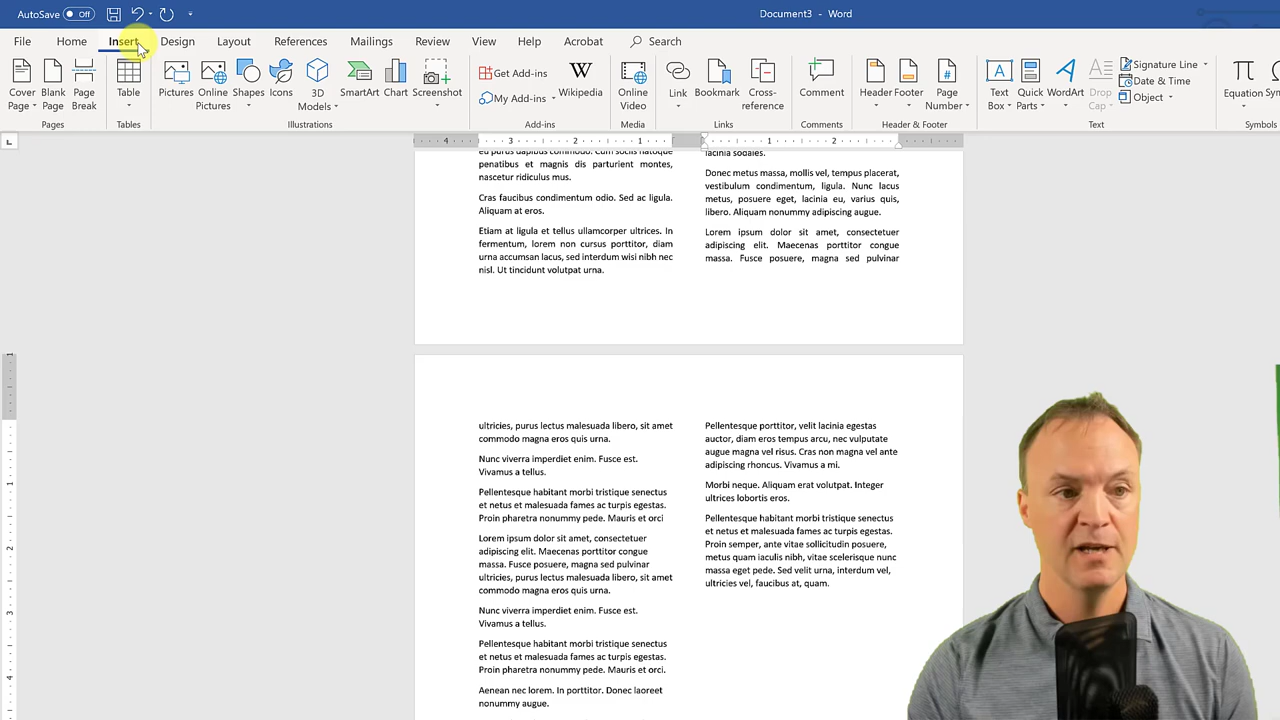 AutoSave Off
Document3 - Word
File Home Insert Design Layout References Mailings Review View Help Acrobat Search
Cover Page
Blank Page
Page Break
Table
Pictures
Online Pictures
Shapes
Icons
3D Models
SmartArt
Chart
Screenshot
Get Add-ins
My Add-ins
Wikipedia
Online Video
Link
Bookmark
Cross-reference
Comment
Header
Footer
Page Number
Text Box
Quick Parts
WordArt
Drop Cap
Signature Line
Date & Time
Object
Equation
Pages Tables Illustrations Add-ins Media Links Comments Header & Footer Text Symbols
4 3 2 1 1 2
penatibus et magnis dis parturient montes,
nascetur ridiculus mus.
Cras faucibus condimentum odio. Sed ac ligula.
Aliquam at eros.
Etiam at ligula et tellus ullamcorper ultrices. In
fermentum, lorem non cursus porttitor, diam
urna accumsan lacus, sed interdum wisi nibh nec
nisl. Ut tincidunt volutpat urna.
lacinia sodales.
Donec metus massa, mollis vel, tempus placerat,
vestibulum condimentum, ligula. Nunc lacus
metus, posuere eget, lacinia eu, varius quis,
libero. Aliquam nonummy adipiscing augue.
Lorem ipsum dolor sit amet, consectetuer
adipiscing elit. Maecenas porttitor congue
massa. Fusce posuere, magna sed pulvinar
1
1
2
3
4
ultricies, purus lectus malesuada libero, sit amet
commodo magna eros quis urna.
Nunc viverra imperdiet enim. Fusce est.
Vivamus a tellus.
Pellentesque habitant morbi tristique senectus
et netus et malesuada fames ac turpis egestas.
Proin pharetra nonummy pede. Mauris et orci
Lorem ipsum dolor sit amet, consectetuer
adipiscing elit. Maecenas porttitor congue
massa. Fusce posuere, magna sed pulvinar
ultricies, purus lectus malesuada libero, sit amet
commodo magna eros quis urna.
Nunc viverra imperdiet enim. Fusce est.
Vivamus a tellus.
Pellentesque habitant morbi tristique senectus
et netus et malesuada fames ac turpis egestas.
Proin pharetra nonummy pede. Mauris et orci.
Aenean nec lorem. In porttitor. Donec laoreet
nonummy augue.
Pellentesque porttitor, velit lacinia egestas
auctor, diam eros tempus arcu, nec vulputate
augue magna vel risus. Cras non magna vel ante
adipiscing rhoncus. Vivamus a mi.
Morbi neque. Aliquam erat volutpat. Integer
ultrices lobortis eros.
Pellentesque habitant morbi tristique senectus
et netus et malesuada fames ac turpis egestas.
Proin semper, ante vitae sollicitudin posuere,
metus quam iaculis nibh, vitae scelerisque nunc
massa eget pede. Sed velit urna, interdum vel,
ultricies vel, faucibus at, quam.